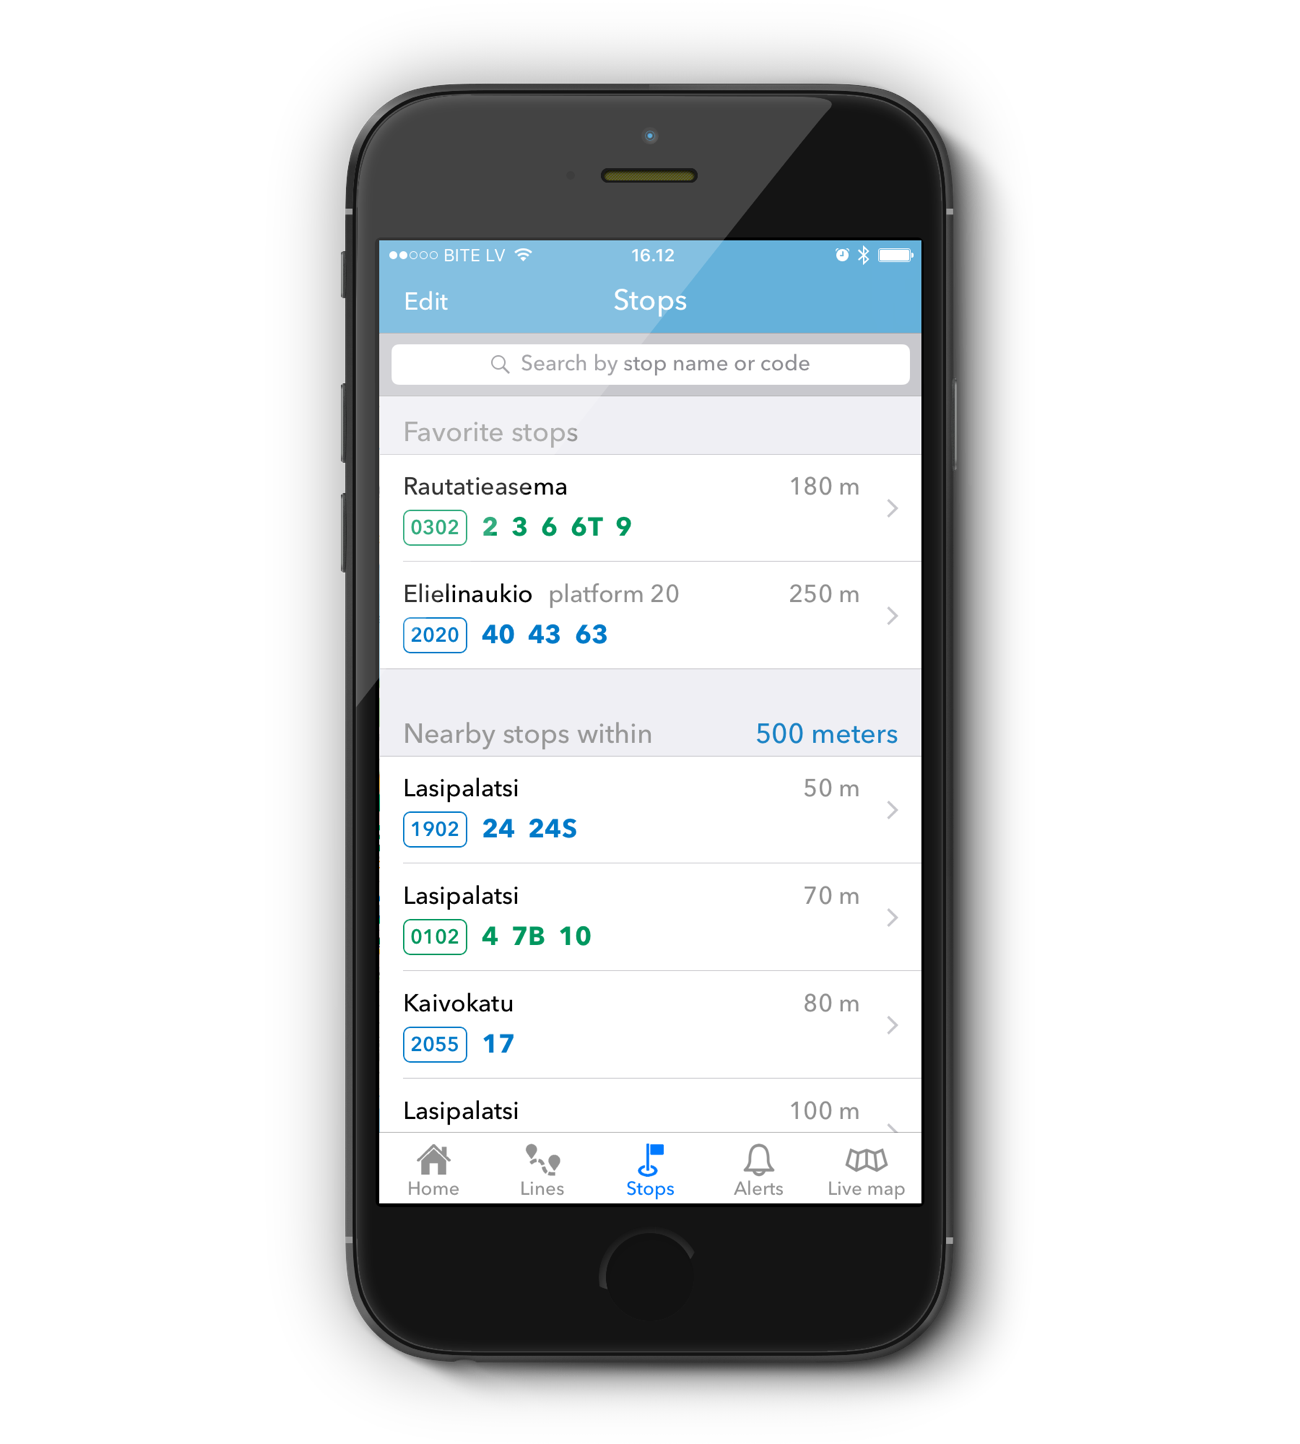 BITE LV 16.12
Edit Stops
Search by stop name or code
Favorite stops
Rautatieasema 180 m
0302 2 3 6 6T 9
Elielinaukio platform 20 250 m
2020 40 43 63
Nearby stops within 500 meters
Lasipalatsi 50 m
1902 24 24S
Lasipalatsi 70 m
0102 4 7B 10
Kaivokatu 80 m
2055 17
Lasipalatsi 100 m
Home Lines Stops Alerts Live map